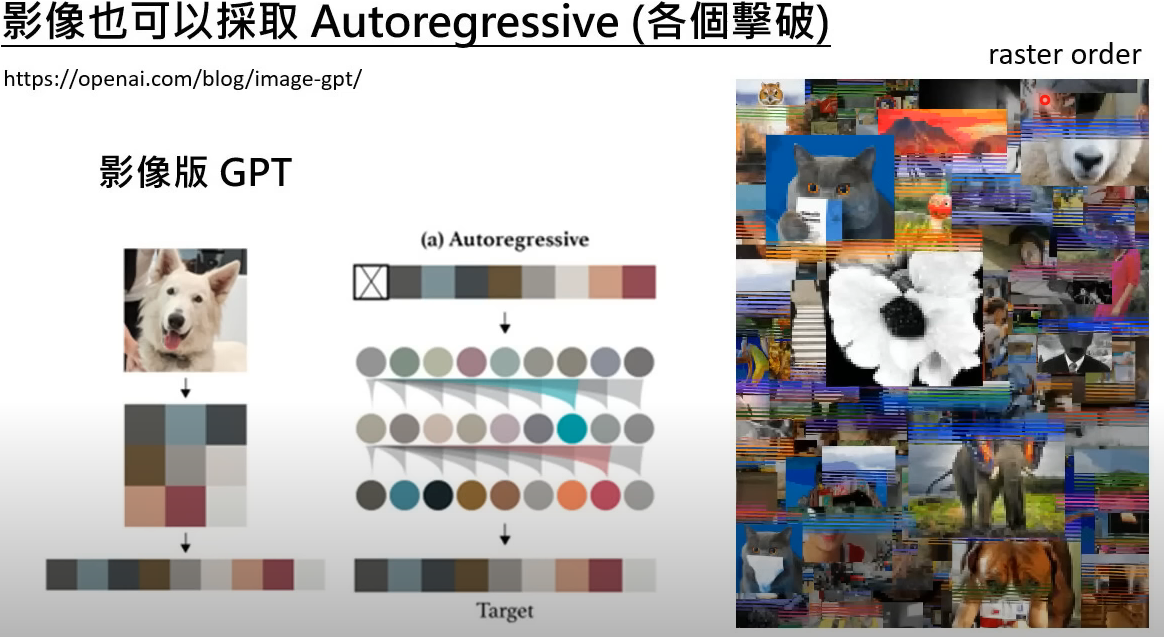 影像也可以採取 Autoregressive (各個擊破)
raster order
https://openai.com/blog/image-gpt/
影像版 GPT
(a) Autoregressive
Target